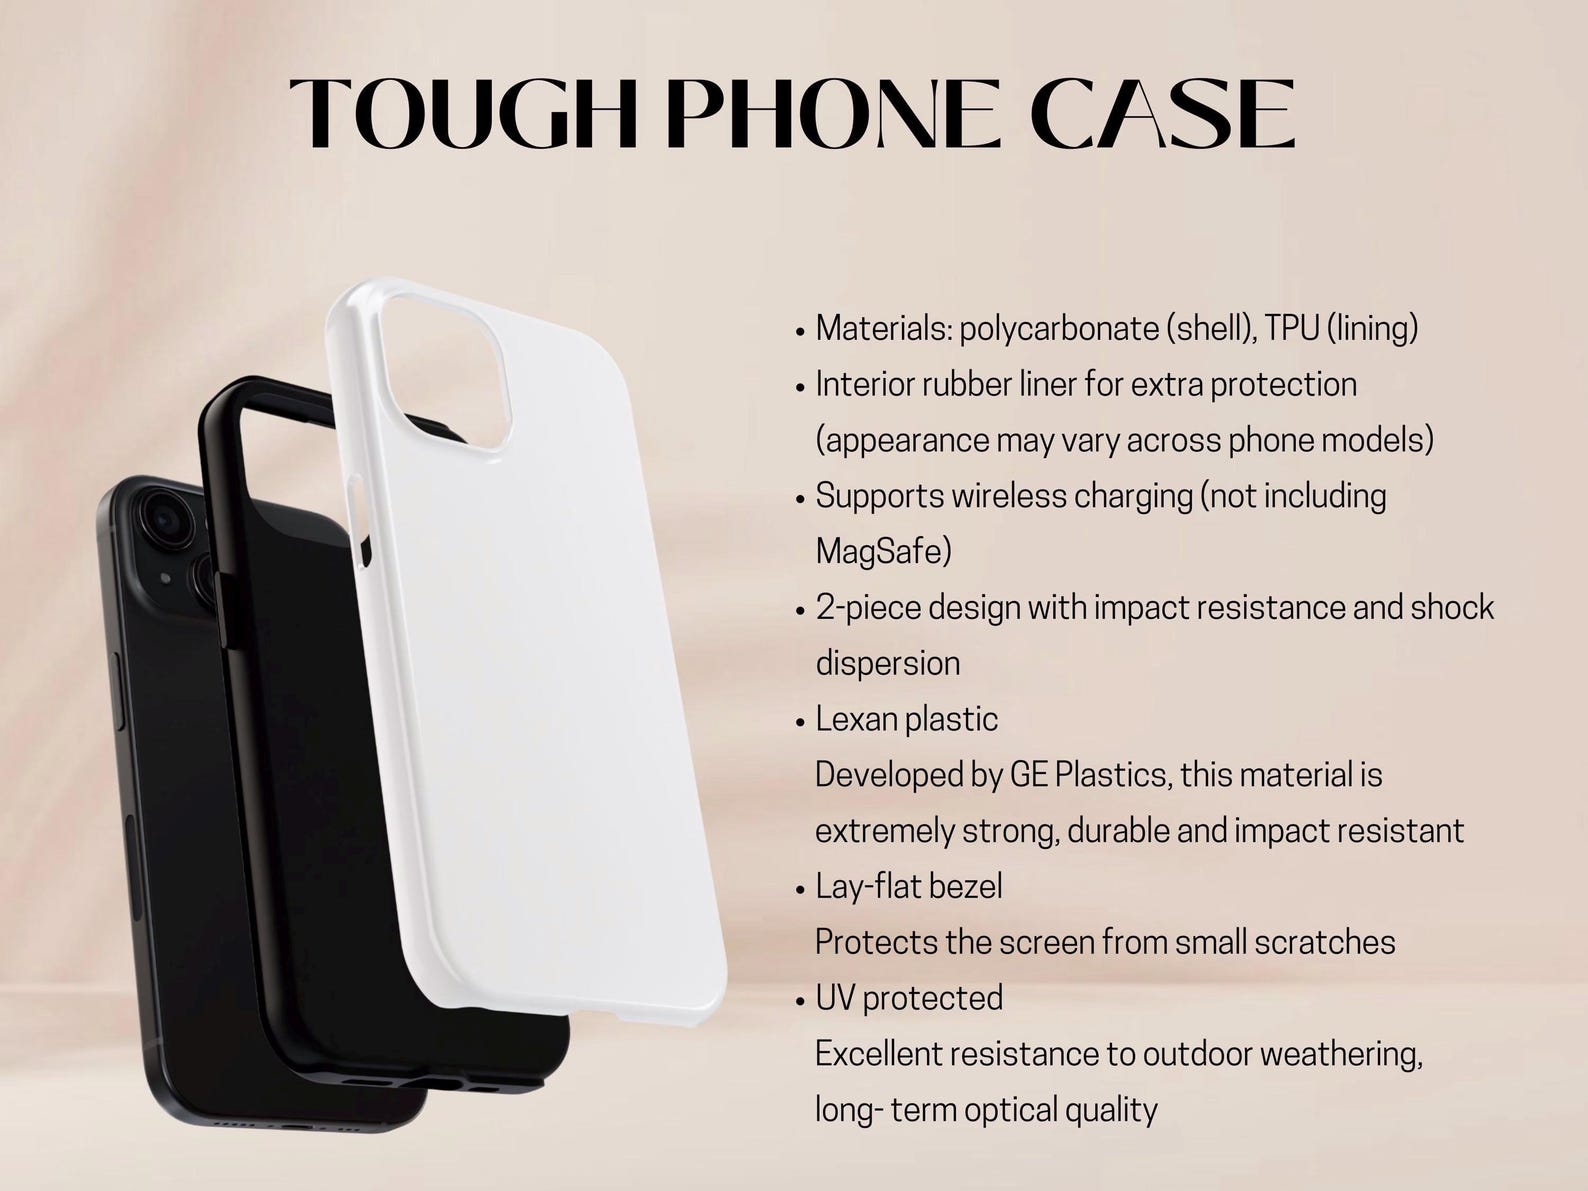 TOUGH PHONE CASE
• Materials: polycarbonate (shell), TPU (lining)
• Interior rubber liner for extra protection
(appearance may vary across phone models)
• Supports wireless charging (not including
MagSafe)
• 2-piece design with impact resistance and shock
dispersion
• Lexan plastic
Developed by GE Plastics, this material is
extremely strong, durable and impact resistant
• Lay-flat bezel
Protects the screen from small scratches
• UV protected
Excellent resistance to outdoor weathering,
long- term optical quality